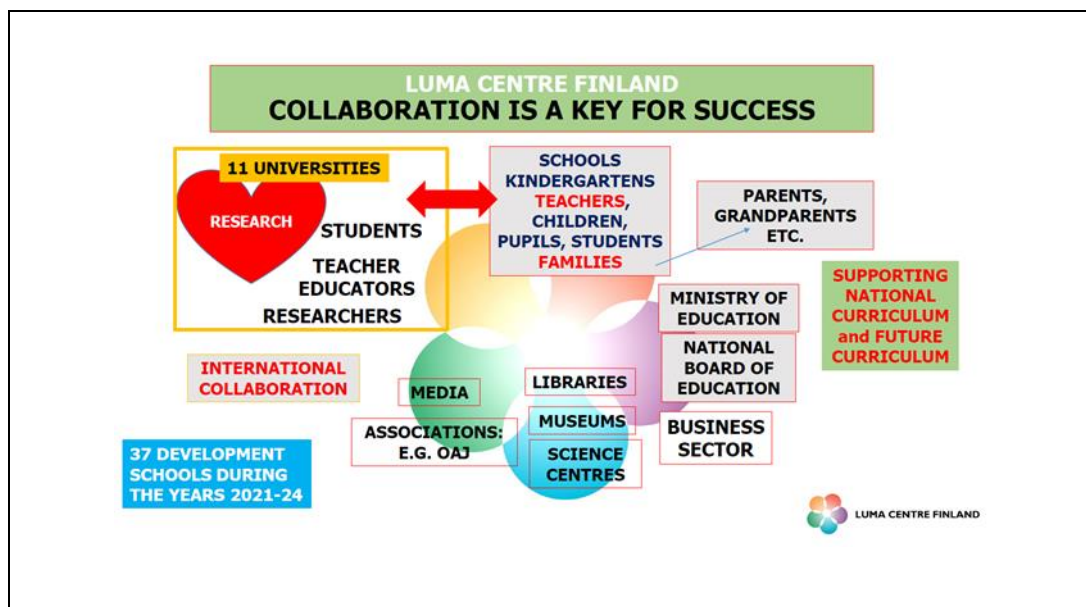 LUMA CENTRE FINLAND
COLLABORATION IS A KEY FOR SUCCESS
11 UNIVERSITIES
RESEARCH
STUDENTS
TEACHER
EDUCATORS
RESEARCHERS
SCHOOLS
KINDERGARTENS
TEACHERS,
CHILDREN,
PUPILS, STUDENTS
FAMILIES
PARENTS,
GRANDPARENTS
ETC.
MINISTRY OF
EDUCATION
NATIONAL
BOARD OF
EDUCATION
SUPPORTING
NATIONAL
CURRICULUM
and FUTURE
CURRICULUM
INTERNATIONAL
COLLABORATION
MEDIA
LIBRARIES
MUSEUMS
SCIENCE
CENTRES
ASSOCIATIONS:
E.G. OAJ
BUSINESS
SECTOR
37 DEVELOPMENT
SCHOOLS DURING
THE YEARS 2021-24
LUMA CENTRE FINLAND